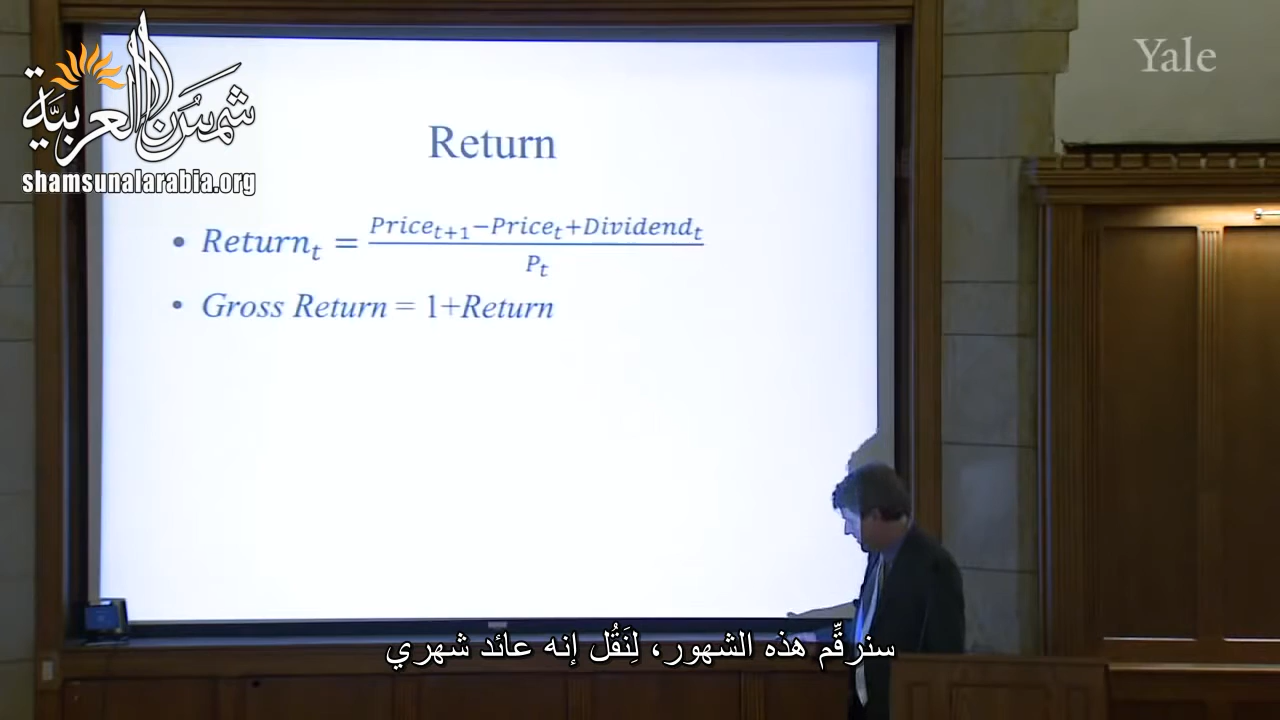 شمسُ العربيَّة
shamsunalarabia.org
Yale
Return
• Return_t = (Price_{t+1}−Price_t+Dividend_t) / P_t
• Gross Return = 1+Return
سنرقِّم هذه الشهور، لِنَقُل إنه عائد شهري